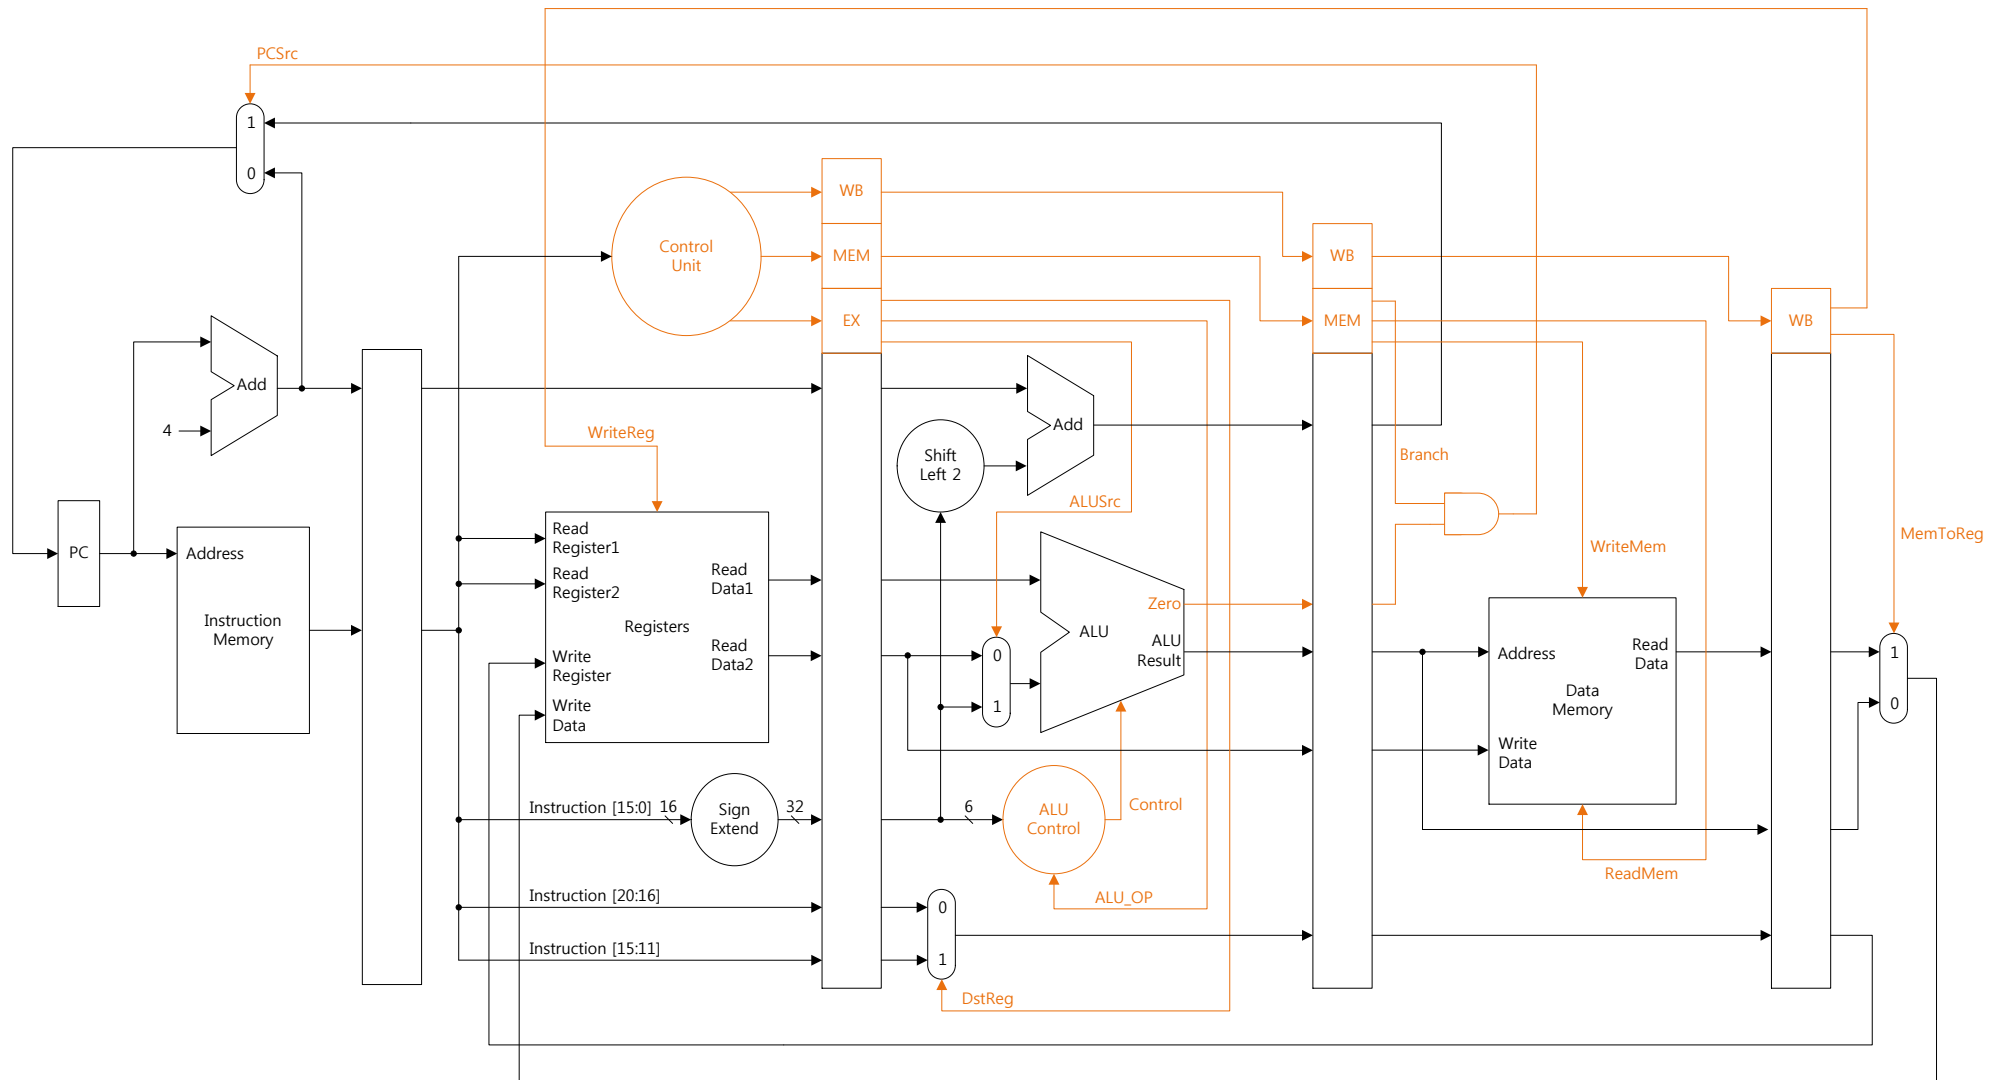 PCSrc
1
0
WB
Control
Unit
MEM
WB
EX
MEM
WB
Add
4
WriteReg
Add
Shift
Left 2
Branch
ALUSrc
PC
Address
Instruction
Memory
Read
Register1
Read
Register2
Read
Data1
Registers
Write
Register
Read
Data2
Write
Data
0
1
Zero
ALU
ALU
Result
WriteMem
MemToReg
Address
Read
Data
Data
Memory
Write
Data
1
0
Instruction [15:0]
16
Sign
Extend
32
6
ALU
Control
Control
ReadMem
ALU_OP
Instruction [20:16]
0
Instruction [15:11]
1
DstReg